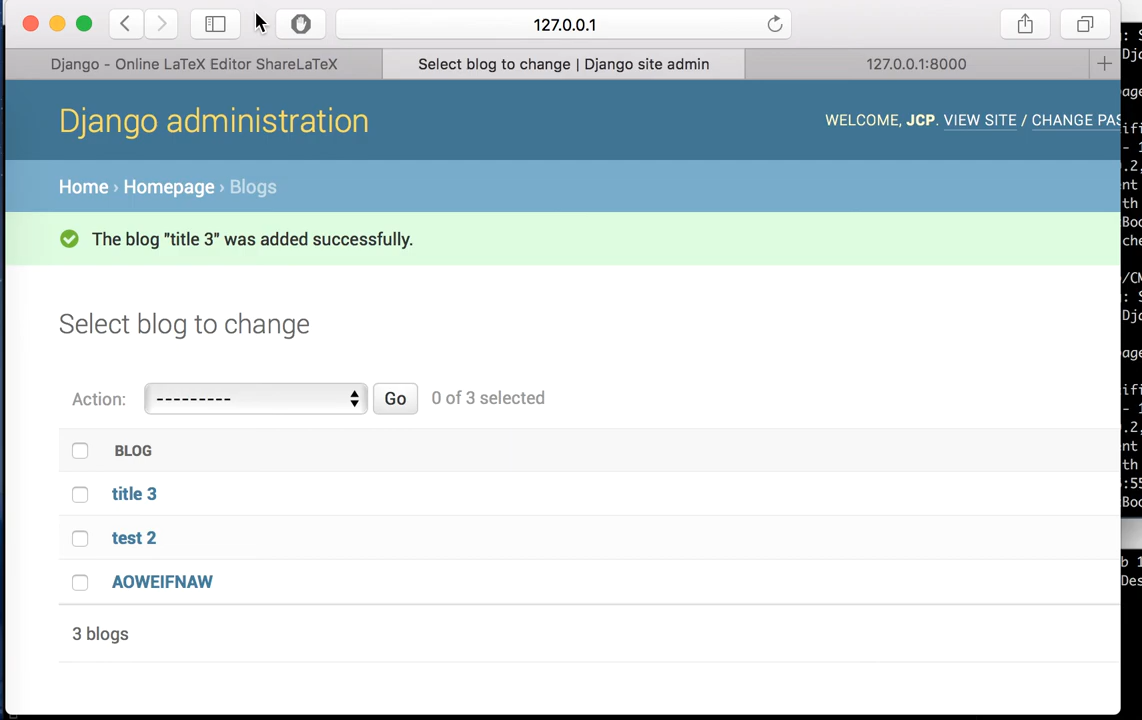 127.0.0.1
Django - Online LaTeX Editor ShareLaTeX
Select blog to change | Django site admin
127.0.0.1:8000
Django administration
WELCOME, JCP. VIEW SITE / CHANGE PAS
Home › Homepage › Blogs
The blog "title 3" was added successfully.
Select blog to change
Action: --------- Go 0 of 3 selected
BLOG
title 3
test 2
AOWEIFNAW
3 blogs